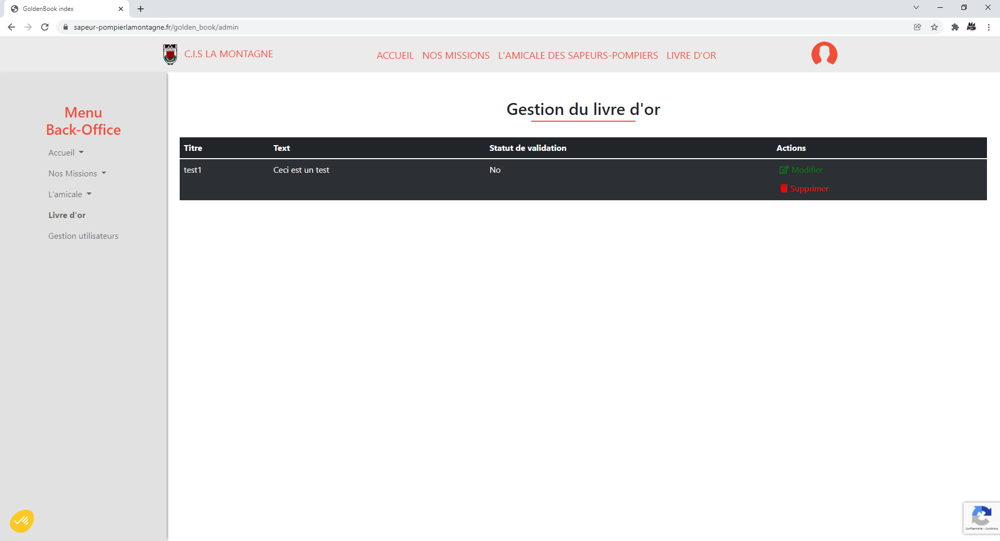 GoldenBook index
sapeur-pompierlamontagne.fr/golden_book/admin
C.I.S LA MONTAGNE
ACCUEIL NOS MISSIONS L'AMICALE DES SAPEURS-POMPIERS LIVRE D'OR
Menu
Back-Office
Accueil
Nos Missions
L'amicale
Livre d'or
Gestion utilisateurs
Gestion du livre d'or
Titre Text Statut de validation Actions
test1 Ceci est un test No Modifier
Supprimer
Confidentialité - Conditions